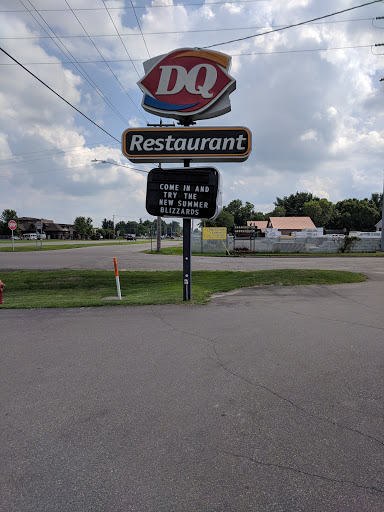 DQ
Restaurant
COME IN AND
TRY THE
NEW SUMMER
BLIZZARDS